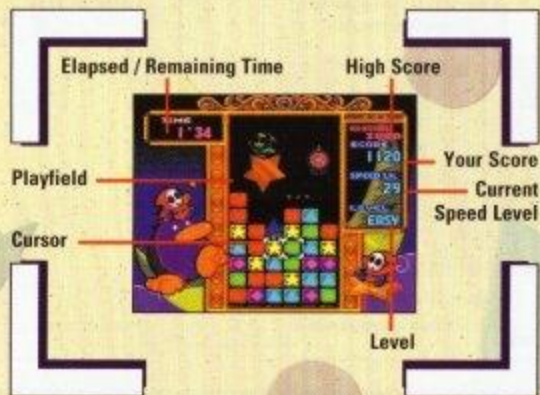 Elapsed / Remaining Time
High Score
TIME
1'34
SCORE
1120
Your Score
SPEED LV.
29
Current
Speed Level
Playfield
LEVEL
EASY
Cursor
Level